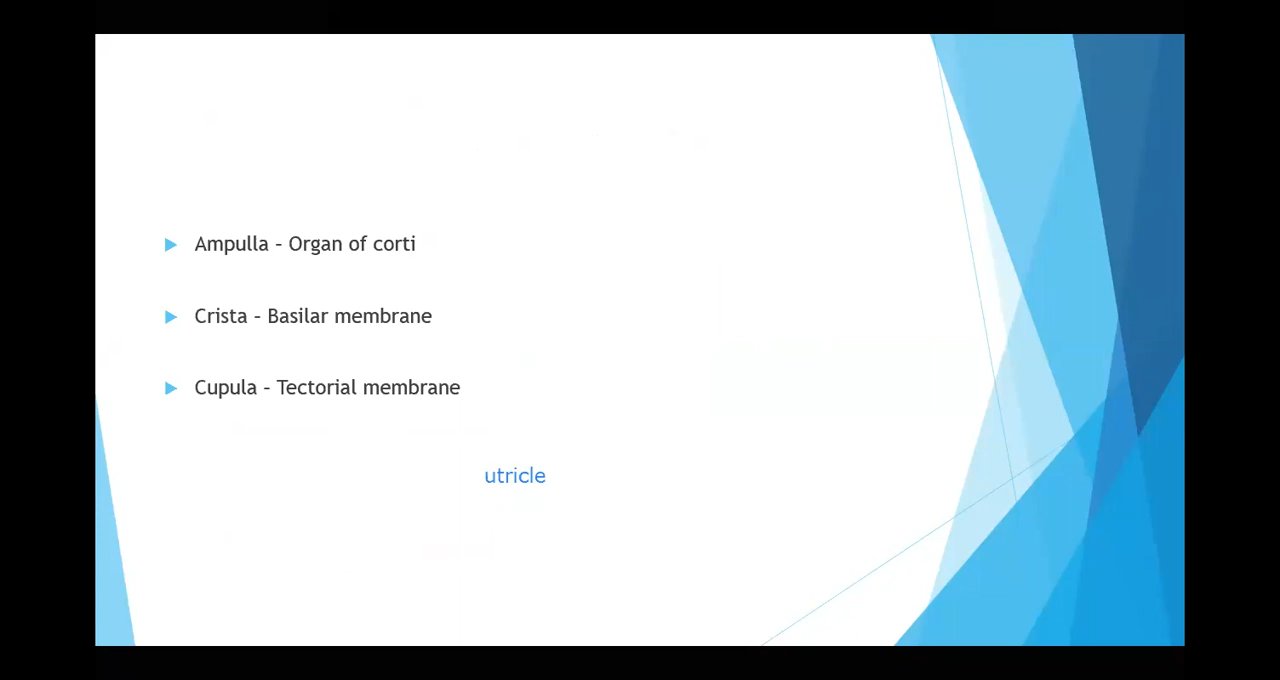 Ampulla – Organ of corti
Crista – Basilar membrane
Cupula – Tectorial membrane
utricle